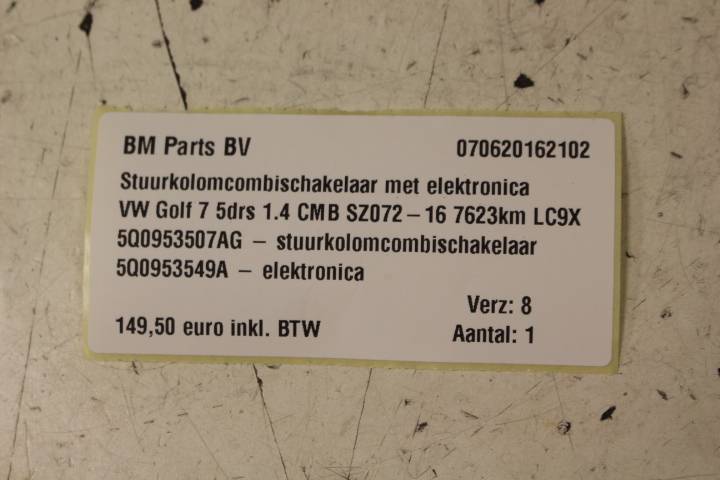 BM Parts BV 070620162102
Stuurkolomcombischakelaar met elektronica
VW Golf 7 5drs 1.4 CMB SZ072 – 16 7623km LC9X
5Q0953507AG – stuurkolomcombischakelaar
5Q0953549A – elektronica
Verz: 8
149,50 euro inkl. BTW Aantal: 1